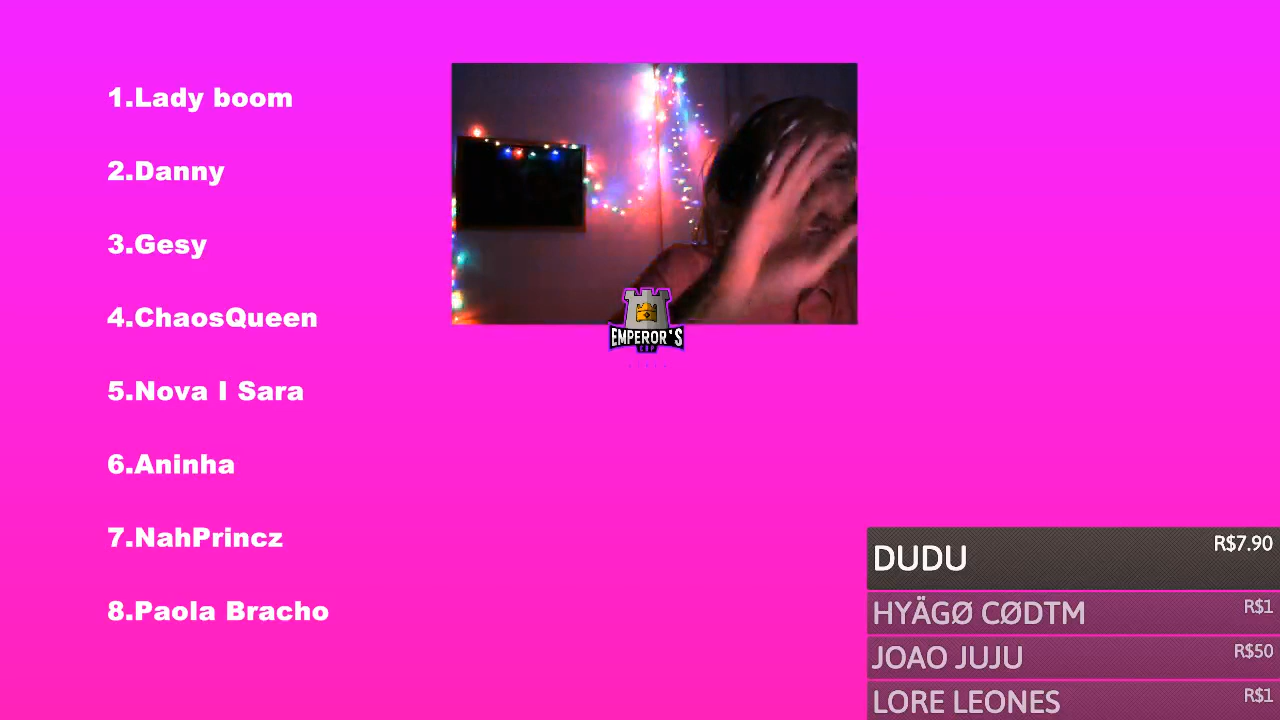 1.Lady boom
2.Danny
3.Gesy
4.ChaosQueen
5.Nova I Sara
6.Aninha
7.NahPrincz
8.Paola Bracho
EMPEROR'S
CUP
DUDU R$7.90
HYÄGØ CØDTM R$1
JOAO JUJU R$50
LORE LEONES R$1